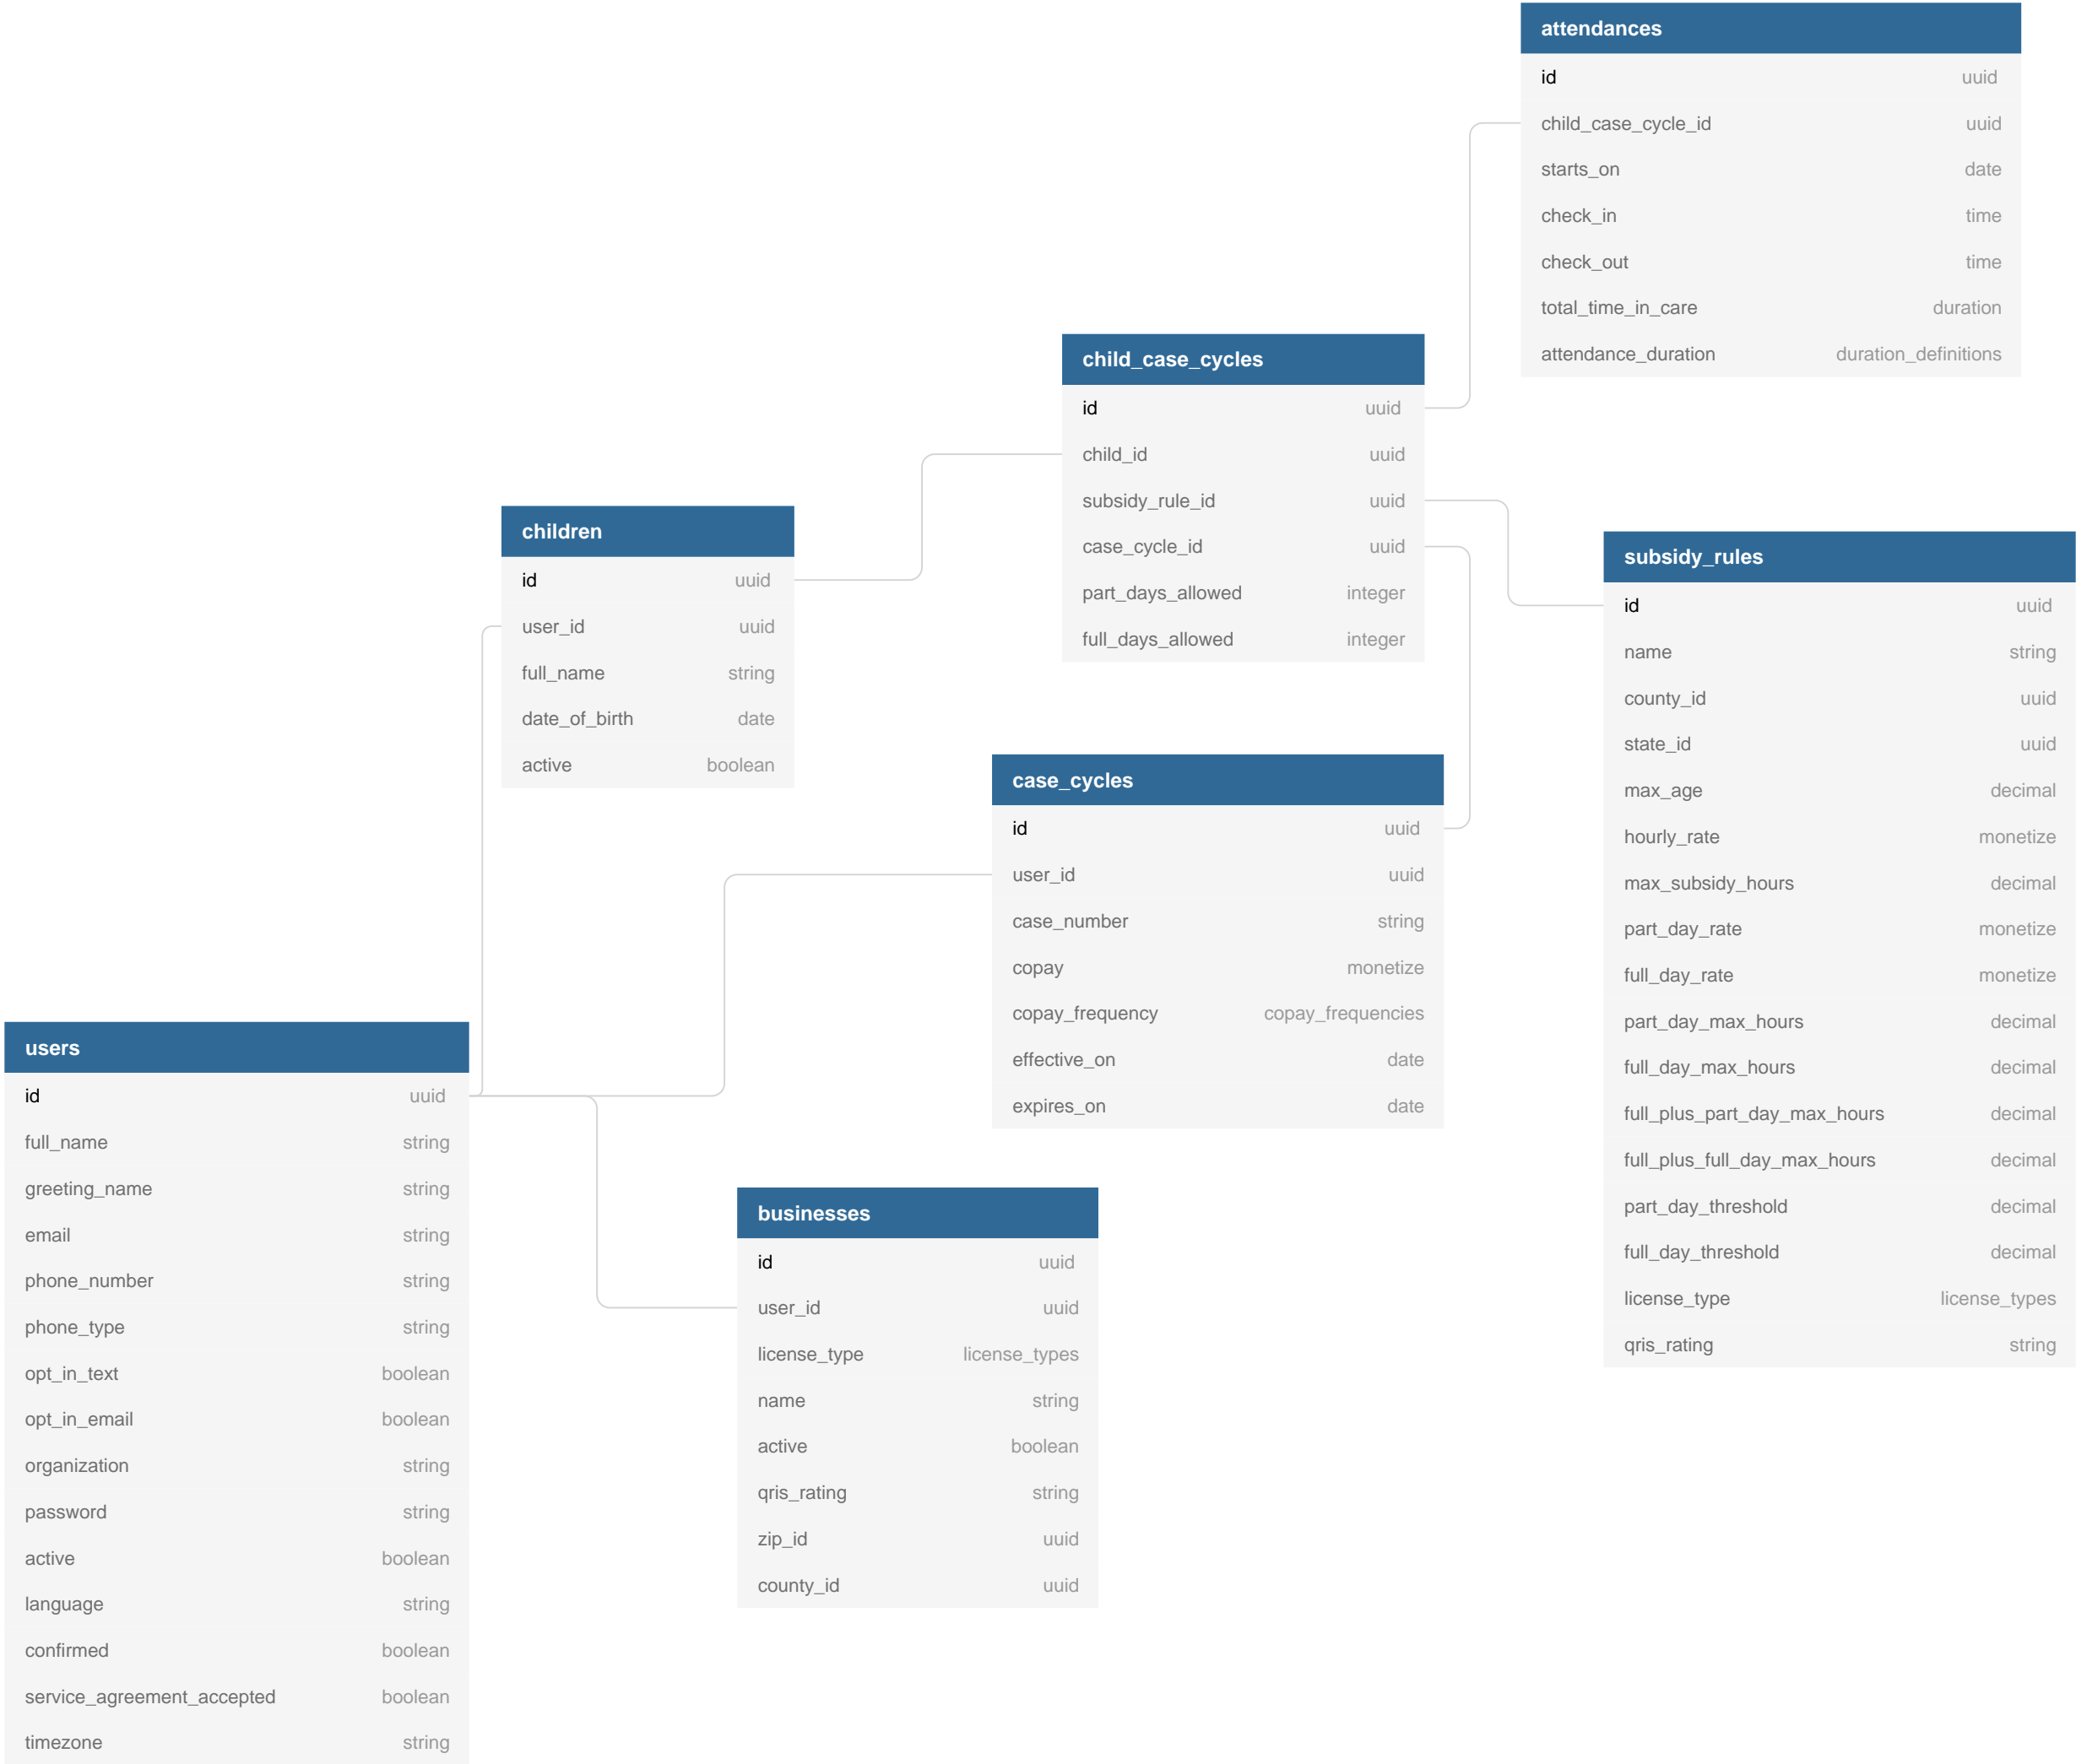 attendances
id uuid
child_case_cycle_id uuid
starts_on date
check_in time
check_out time
total_time_in_care duration
attendance_duration duration_definitions
child_case_cycles
id uuid
child_id uuid
subsidy_rule_id uuid
case_cycle_id uuid
part_days_allowed integer
full_days_allowed integer
children
id uuid
user_id uuid
full_name string
date_of_birth date
active boolean
subsidy_rules
id uuid
name string
county_id uuid
state_id uuid
max_age decimal
hourly_rate monetize
max_subsidy_hours decimal
part_day_rate monetize
full_day_rate monetize
part_day_max_hours decimal
full_day_max_hours decimal
full_plus_part_day_max_hours decimal
full_plus_full_day_max_hours decimal
part_day_threshold decimal
full_day_threshold decimal
license_type license_types
qris_rating string
case_cycles
id uuid
user_id uuid
case_number string
copay monetize
copay_frequency copay_frequencies
effective_on date
expires_on date
users
id uuid
full_name string
greeting_name string
email string
phone_number string
phone_type string
opt_in_text boolean
opt_in_email boolean
organization string
password string
active boolean
language string
confirmed boolean
service_agreement_accepted boolean
timezone string
businesses
id uuid
user_id uuid
license_type license_types
name string
active boolean
qris_rating string
zip_id uuid
county_id uuid